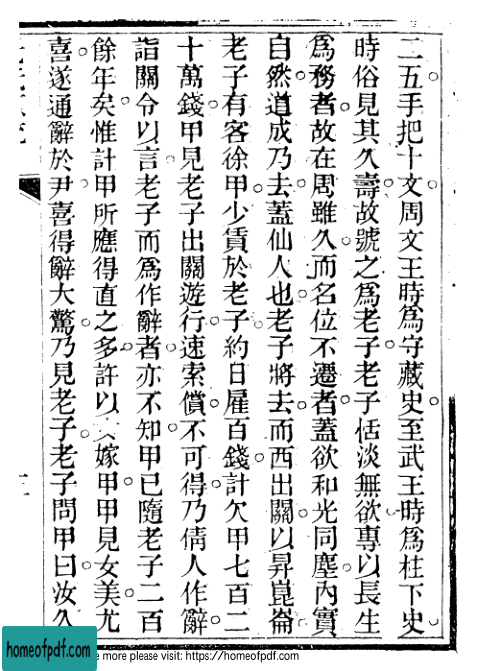 二五手把十文周文王時爲守藏史至武王時爲柱下史
時俗見其久壽故號之爲老子老子恬淡無欲專以長生
爲務者故在周雖久而名位不遷者蓋欲和光同塵內實
自然道成乃去蓋仙人也老子將去而西出關以昇崑崙
老子有客徐甲少賃於老子約日雇百錢計欠甲七百二
十萬錢甲見老子出關遊行速索償不可得乃倩人作辭
詣關令以言老子而爲作辭者亦不知甲已隨老子二百
餘年矣惟計甲所應得直之多許以女嫁甲甲見女美尤
喜遂通辭於尹喜得辭大驚乃見老子老子問甲曰汝久
homeofpdf.com
e more please visit: https://homeofpdf.com